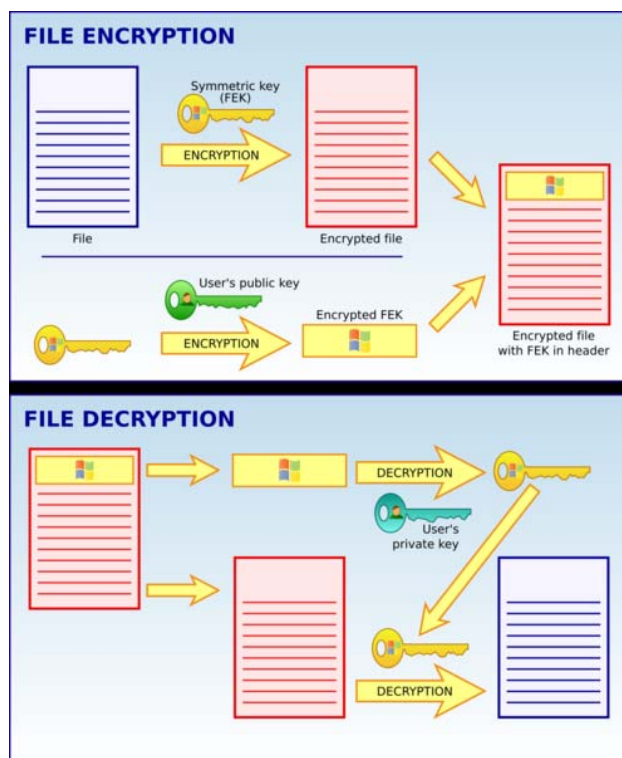 FILE ENCRYPTION
Symmetric key
(FEK)
ENCRYPTION
File
Encrypted file
User's public key
Encrypted FEK
ENCRYPTION
Encrypted file
with FEK in header
FILE DECRYPTION
DECRYPTION
User's
private key
DECRYPTION